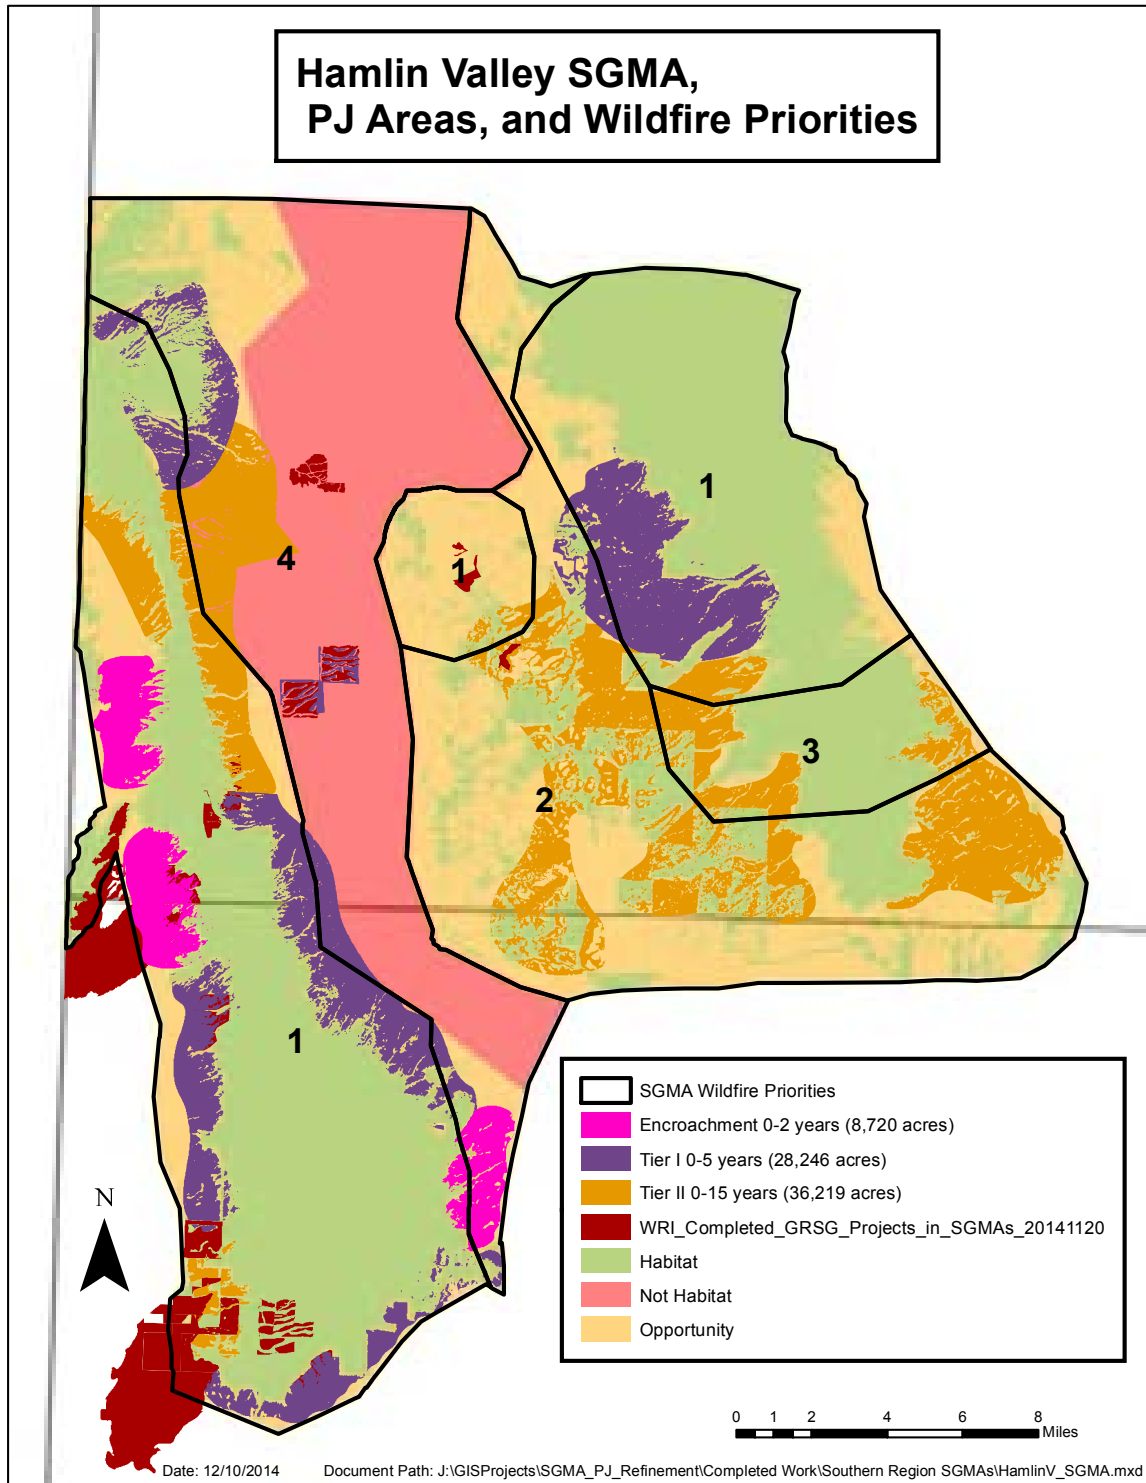 Hamlin Valley SGMA,
PJ Areas, and Wildfire Priorities
1
4
1
3
2
1
N
SGMA Wildfire Priorities
Encroachment 0-2 years (8,720 acres)
Tier I 0-5 years (28,246 acres)
Tier II 0-15 years (36,219 acres)
WRI_Completed_GRSG_Projects_in_SGMAs_20141120
Habitat
Not Habitat
Opportunity
0 1 2 4 6 8
Miles
Date: 12/10/2014 Document Path: J:\GISProjects\SGMA_PJ_Refinement\Completed Work\Southern Region SGMAs\HamlinV_SGMA.mxd